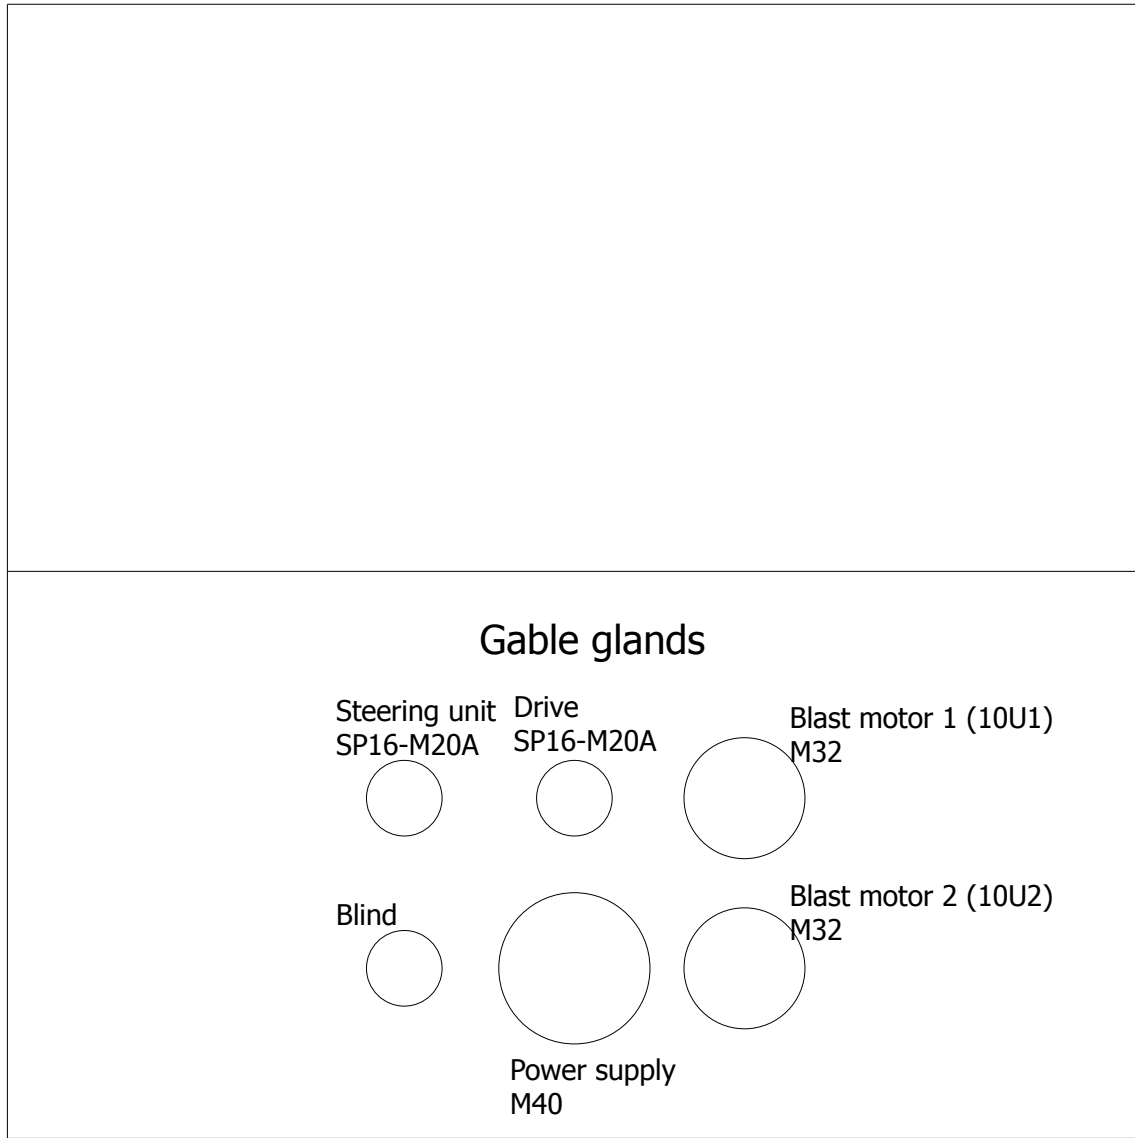 Gable glands
Steering unit
SP16-M20A
Drive
SP16-M20A
Blast motor 1 (10U1)
M32
Blind
Blast motor 2 (10U2)
M32
Power supply
M40